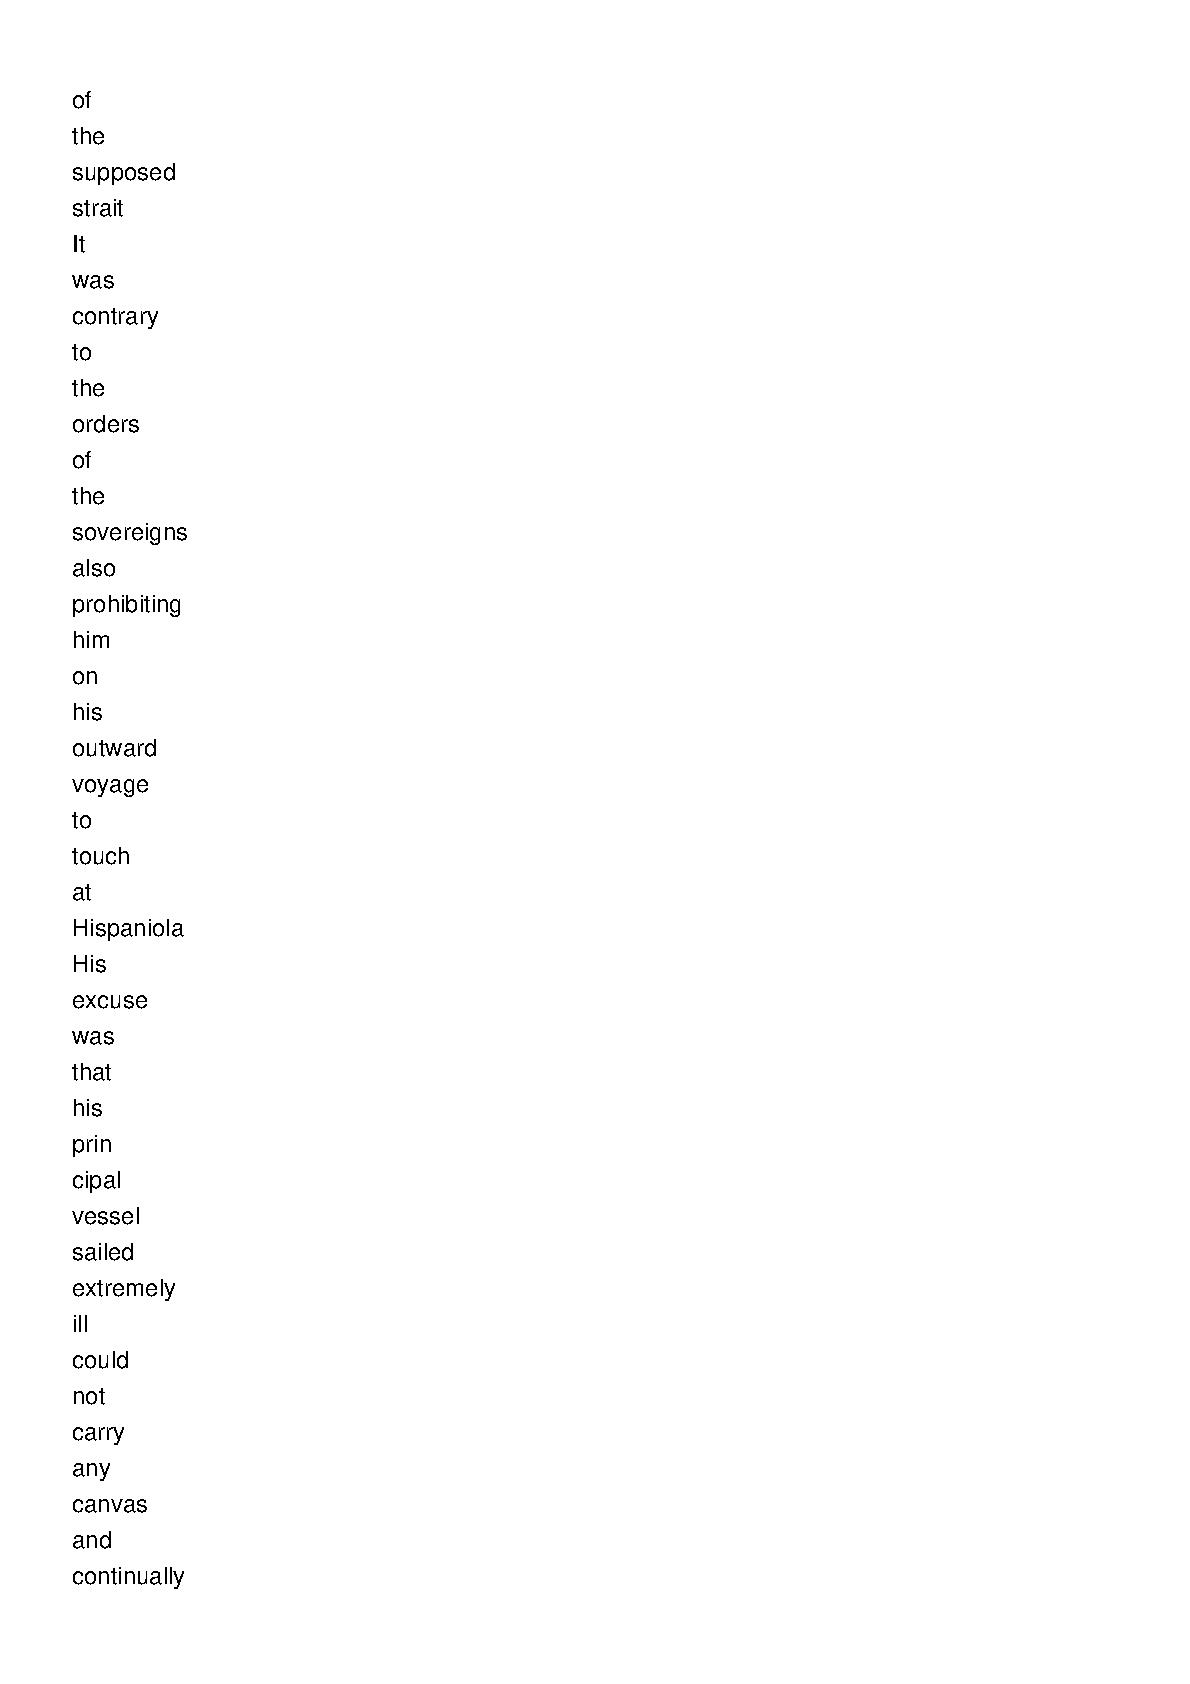 of
the
supposed
strait
It
was
contrary
to
the
orders
of
the
sovereigns
also
prohibiting
him
on
his
outward
voyage
to
touch
at
Hispaniola
His
excuse
was
that
his
prin
cipal
vessel
sailed
extremely
ill
could
not
carry
any
canvas
and
continually